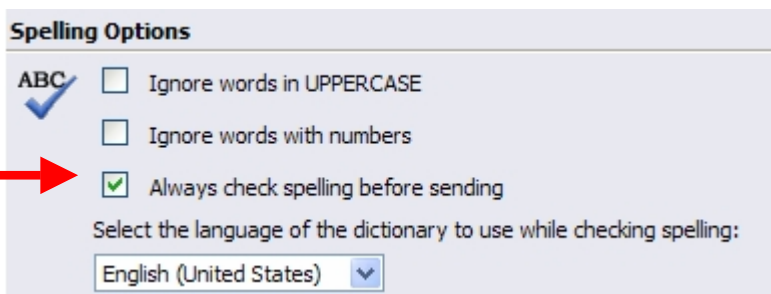 Spelling Options
ABC
Ignore words in UPPERCASE
Ignore words with numbers
Always check spelling before sending
Select the language of the dictionary to use while checking spelling:
English (United States)